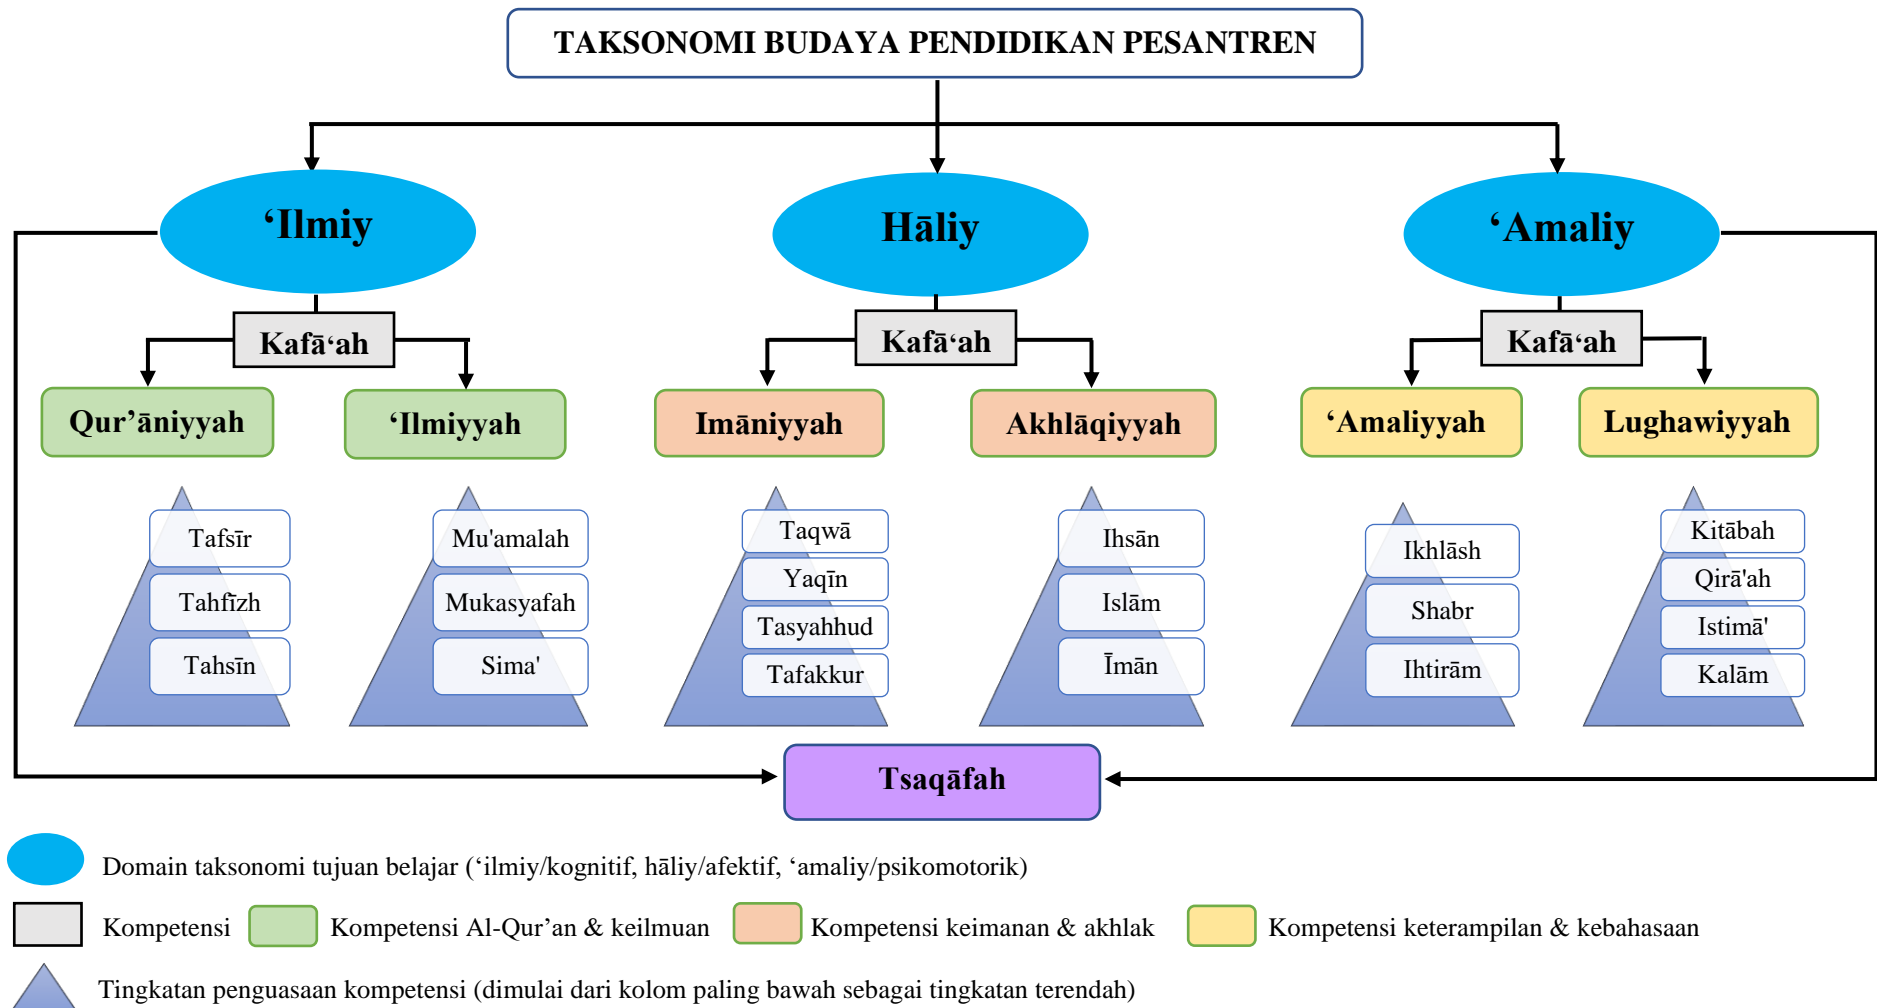 TAKSONOMI BUDAYA PENDIDIKAN PESANTREN
‘Ilmiy
Hāliy
‘Amaliy
Kafā‘ah
Kafā‘ah
Kafā‘ah
Qur’āniyyah
‘Ilmiyyah
Imāniyyah
Akhlāqiyyah
‘Amaliyyah
Lughawiyyah
Tafsīr
Tahfīzh
Tahsīn
Mu'amalah
Mukasyafah
Sima'
Taqwā
Yaqīn
Tasyahhud
Tafakkur
Ihsān
Islām
Īmān
Ikhlāsh
Shabr
Ihtirām
Kitābah
Qirā'ah
Istimā'
Kalām
Tsaqāfah
Domain taksonomi tujuan belajar (‘ilmiy/kognitif, hāliy/afektif, ‘amaliy/psikomotorik)
Kompetensi
Kompetensi Al-Qur’an & keilmuan
Kompetensi keimanan & akhlak
Kompetensi keterampilan & kebahasaan
Tingkatan penguasaan kompetensi (dimulai dari kolom paling bawah sebagai tingkatan terendah)